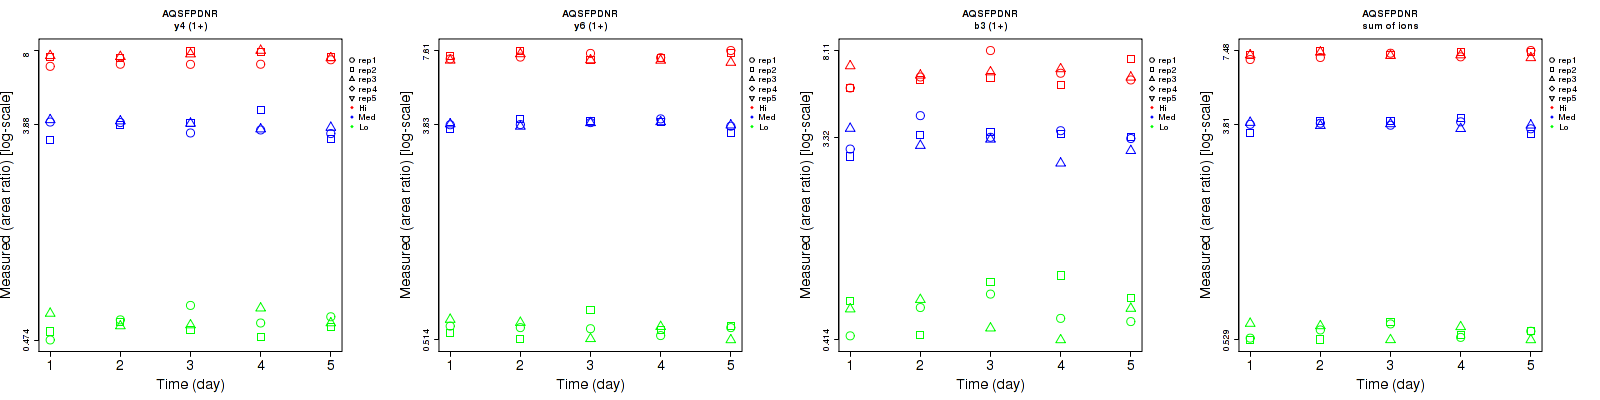 AQSFPDNR
y4 (1+)
Measured (area ratio) [log-scale]
8
3.88
0.474
1 2 3 4 5
Time (day)
rep1
rep2
rep3
rep4
rep5
Hi
Med
Lo
AQSFPDNR
y6 (1+)
Measured (area ratio) [log-scale]
7.61
3.83
0.514
1 2 3 4 5
Time (day)
rep1
rep2
rep3
rep4
rep5
Hi
Med
Lo
AQSFPDNR
b3 (1+)
Measured (area ratio) [log-scale]
8.11
3.32
0.414
1 2 3 4 5
Time (day)
rep1
rep2
rep3
rep4
rep5
Hi
Med
Lo
AQSFPDNR
sum of ions
Measured (area ratio) [log-scale]
7.48
3.81
0.529
1 2 3 4 5
Time (day)
rep1
rep2
rep3
rep4
rep5
Hi
Med
Lo